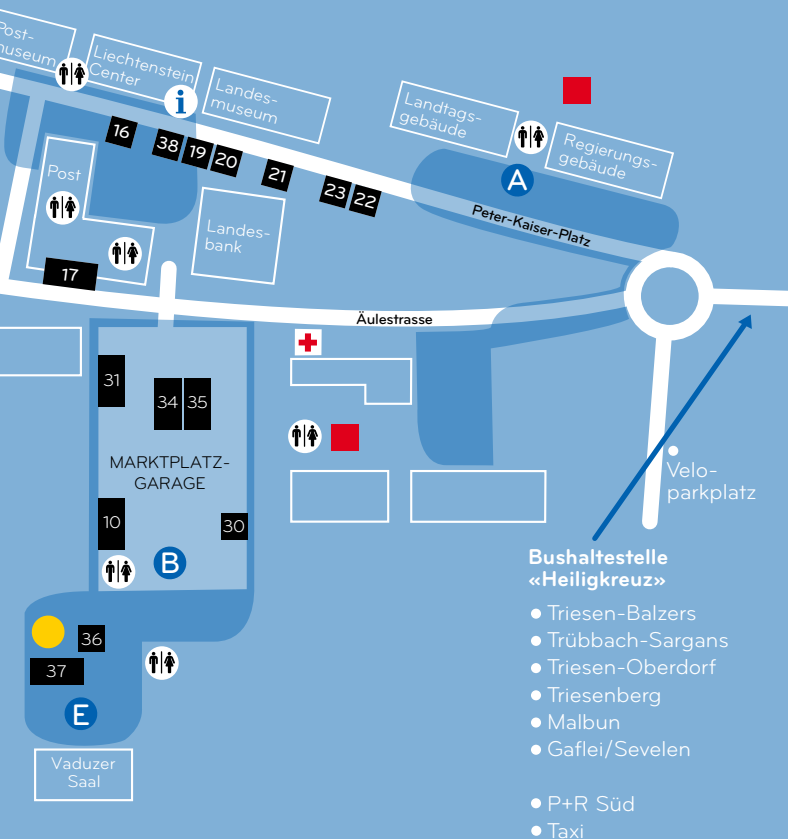 Post-
museum
Liechtenstein
Center
i
Landes-
museum
Landtags-
gebäude
Regierungs-
gebäude
A
16
38
19
20
21
23
22
Peter-Kaiser-Platz
Post
Landes-
bank
17
Äulestrasse
31
34
35
MARKTPLATZ-
GARAGE
10
30
B
36
37
E
Vaduzer
Saal
Velo-
parkplatz
Bushaltestelle
«Heiligkreuz»
Triesen-Balzers
Trübbach-Sargans
Triesen-Oberdorf
Triesenberg
Malbun
Gaflei/Sevelen
P+R Süd
Taxi